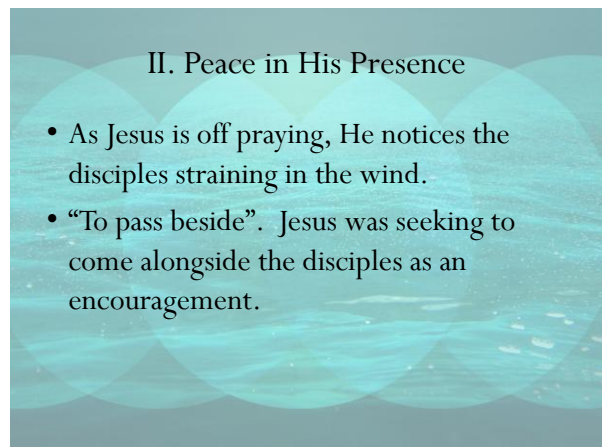 II. Peace in His Presence
• As Jesus is off praying, He notices the
disciples straining in the wind.
• “To pass beside”.  Jesus was seeking to
come alongside the disciples as an
encouragement.